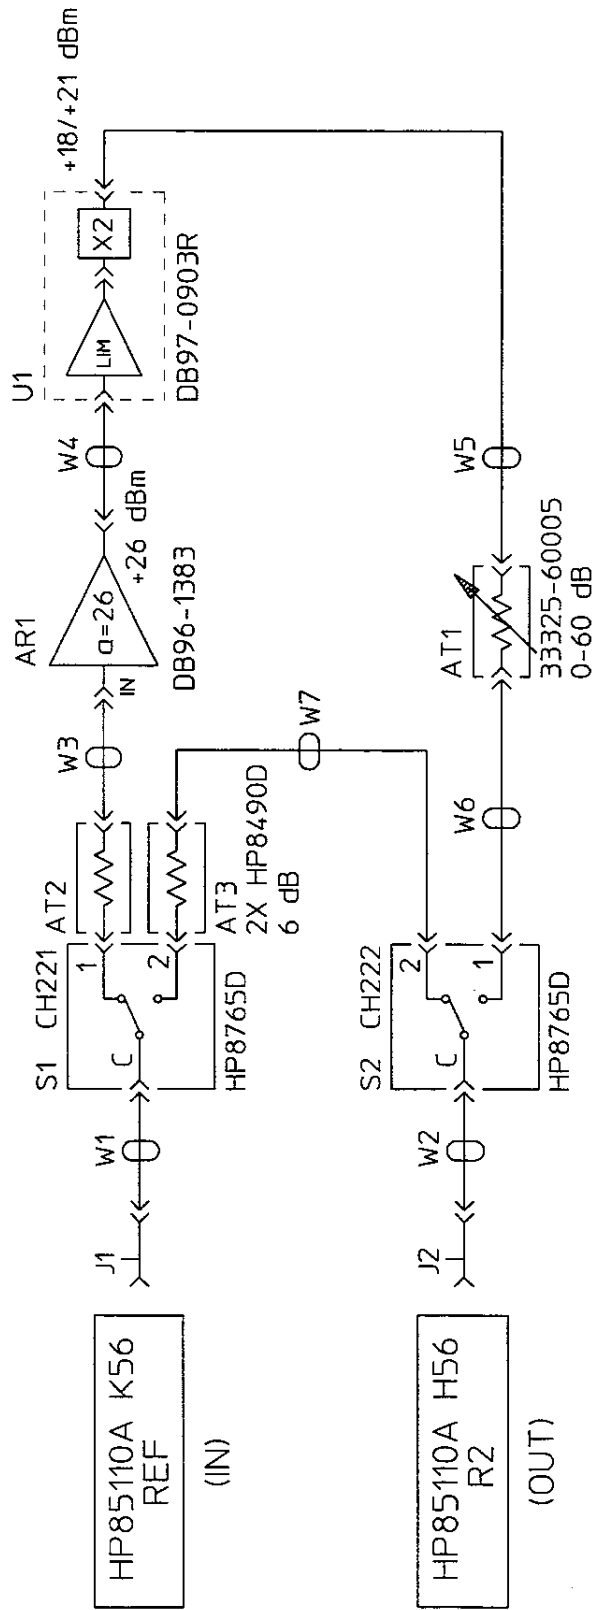 HP85110A K56
REF
(IN)
J1
W1
S1 CH221
C
1
2
HP8765D
AT2
AT3
2X HP8490D
6 dB
W3
AR1
IN
a=26
+26 dBm
DB96-1383
W4
U1
LIM
X2
DB97-0903R
+18/+21 dBm
HP85110A H56
R2
(OUT)
J2
W2
S2 CH222
C
2
1
HP8765D
W7
W6
AT1
33325-60005
0-60 dB
W5